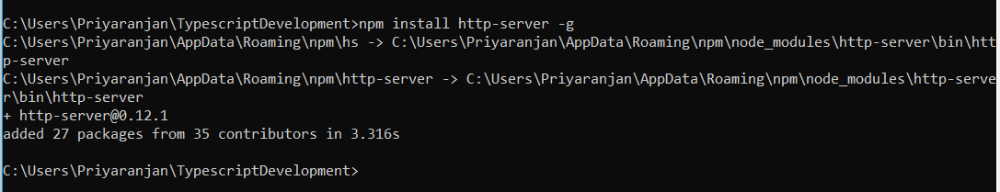 C:\Users\Priyaranjan\TypescriptDevelopment>npm install http-server -g
C:\Users\Priyaranjan\AppData\Roaming\npm\hs -> C:\Users\Priyaranjan\AppData\Roaming\npm\node_modules\http-server\bin\htt
p-server
C:\Users\Priyaranjan\AppData\Roaming\npm\http-server -> C:\Users\Priyaranjan\AppData\Roaming\npm\node_modules\http-serve
r\bin\http-server
+ http-server@0.12.1
added 27 packages from 35 contributors in 3.316s
C:\Users\Priyaranjan\TypescriptDevelopment>